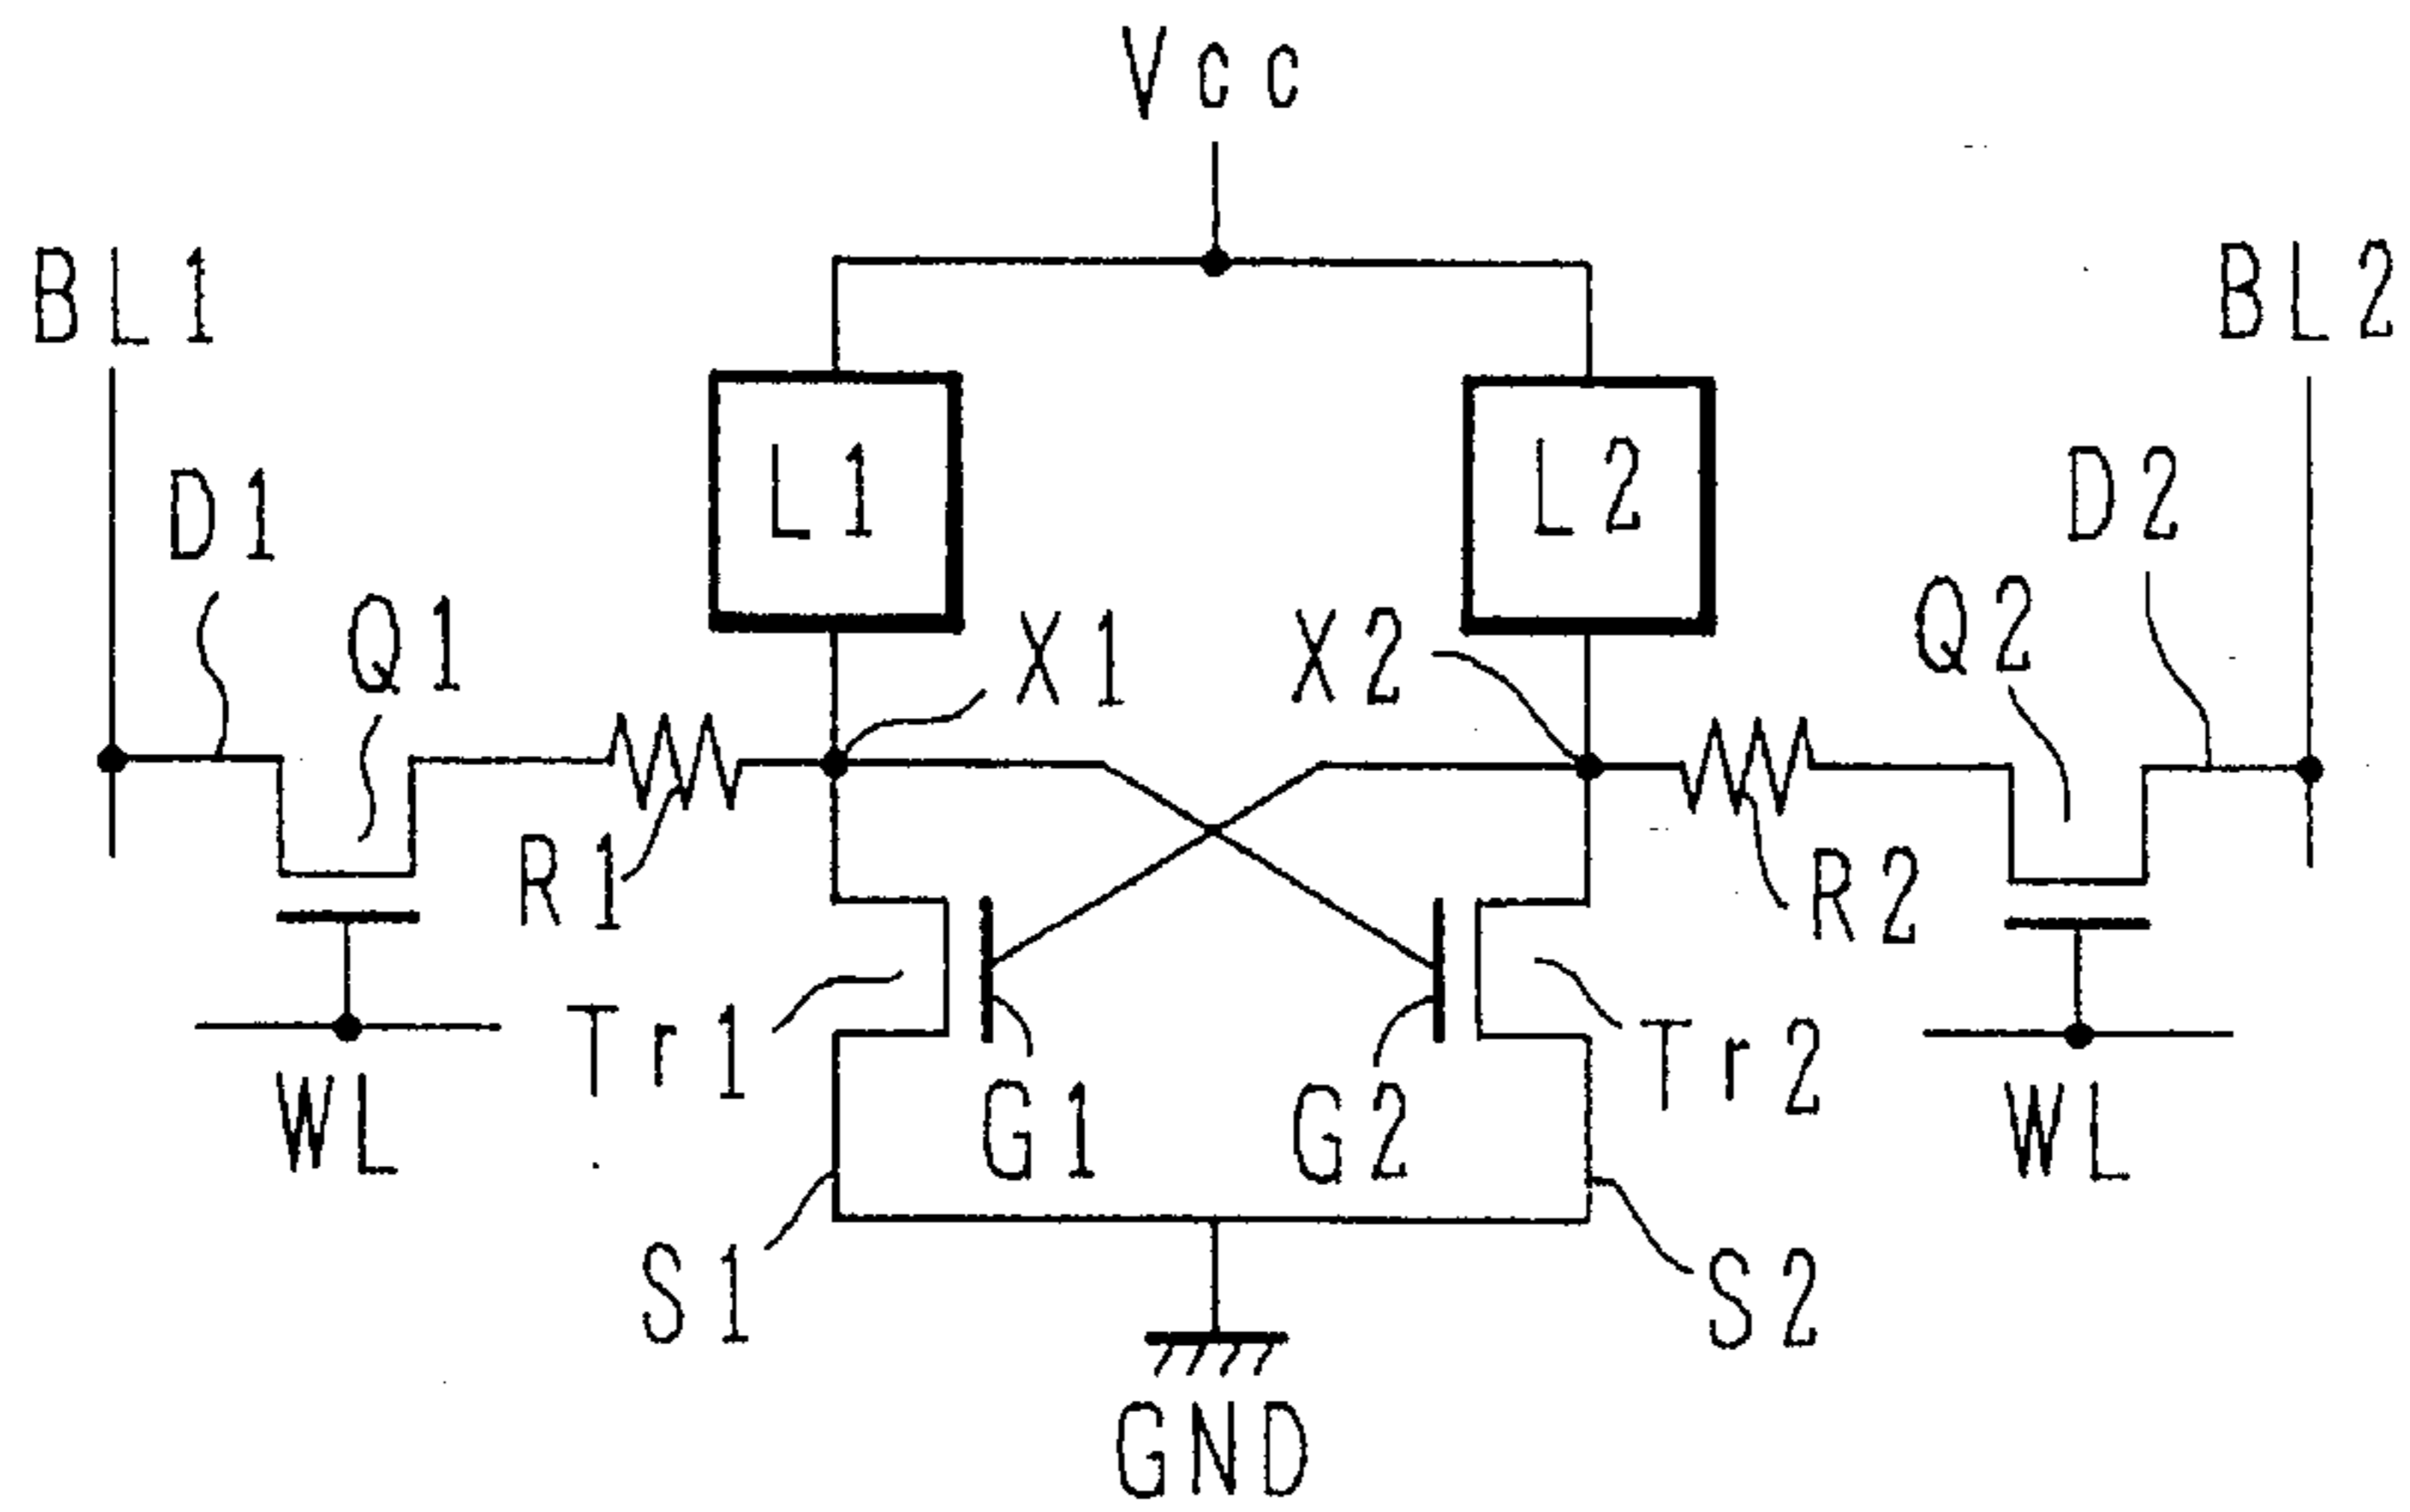 Vcc
BL1
BL2
L1
L2
D1
D2
Q1
X1
X2
Q2
R1
R2
Tr1
Tr2
WL
G1
G2
WL
S1
S2
GND